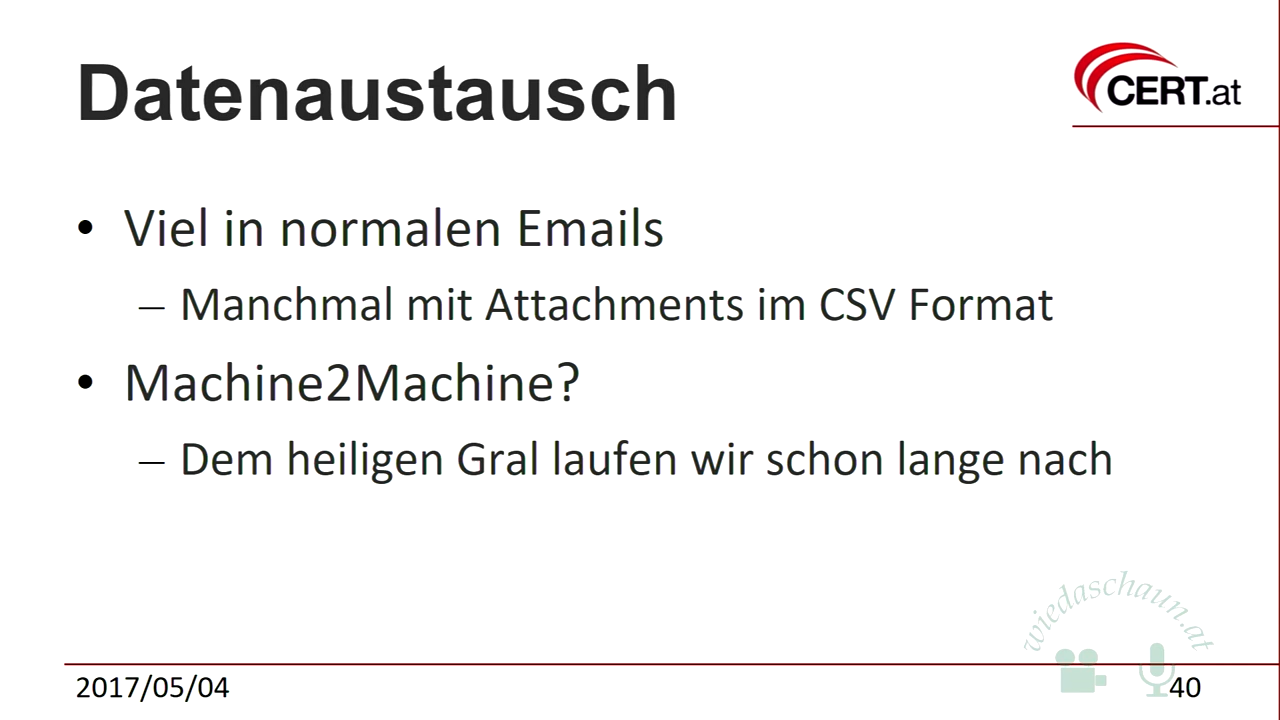 Datenaustausch
CERT.at
• Viel in normalen Emails
– Manchmal mit Attachments im CSV Format
• Machine2Machine?
– Dem heiligen Gral laufen wir schon lange nach
wiedaschaun.at
2017/05/04
40